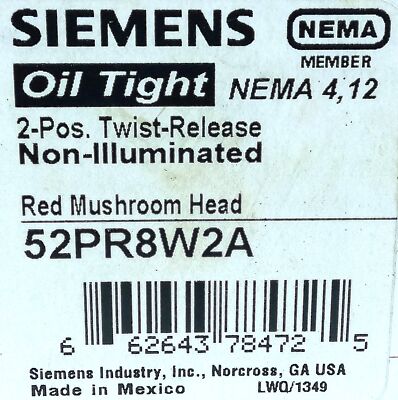 SIEMENS
NEMA
MEMBER
Oil Tight
NEMA 4,12
2-Pos. Twist-Release
Non-Illuminated
Red Mushroom Head
52PR8W2A
6 62643 78472 5
Siemens Industry, Inc., Norcross, GA USA
Made in Mexico LWQ/1349